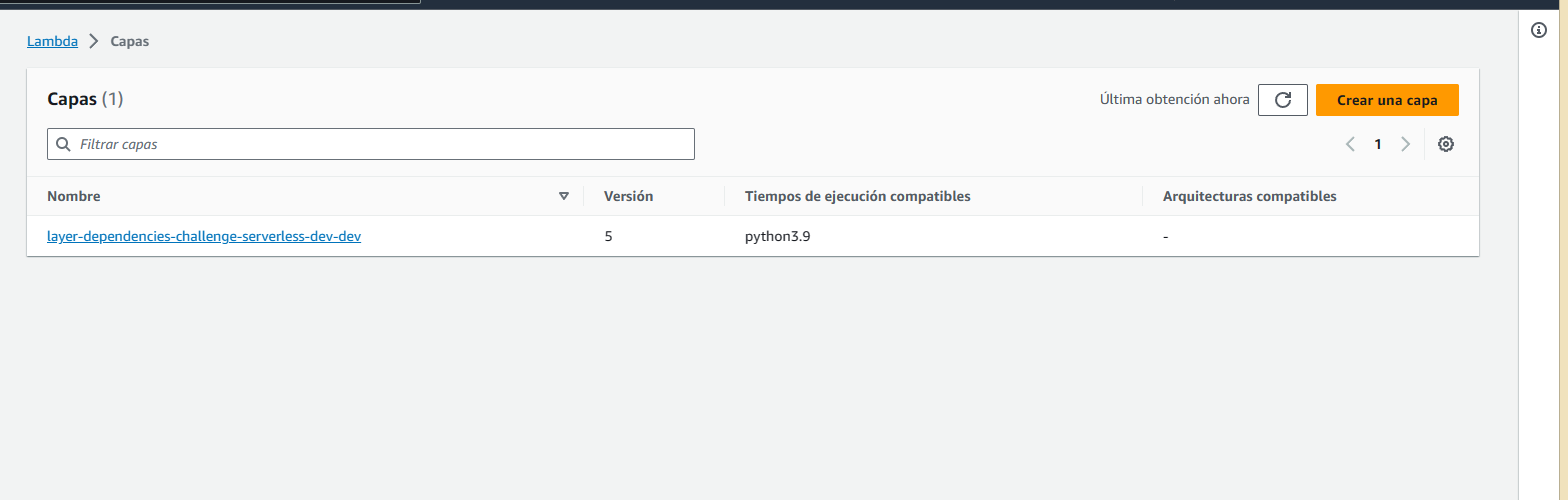 Lambda > Capas
Capas (1)
Última obtención ahora
Crear una capa
Filtrar capas
1
Nombre Versión Tiempos de ejecución compatibles Arquitecturas compatibles
layer-dependencies-challenge-serverless-dev-dev 5 python3.9 -